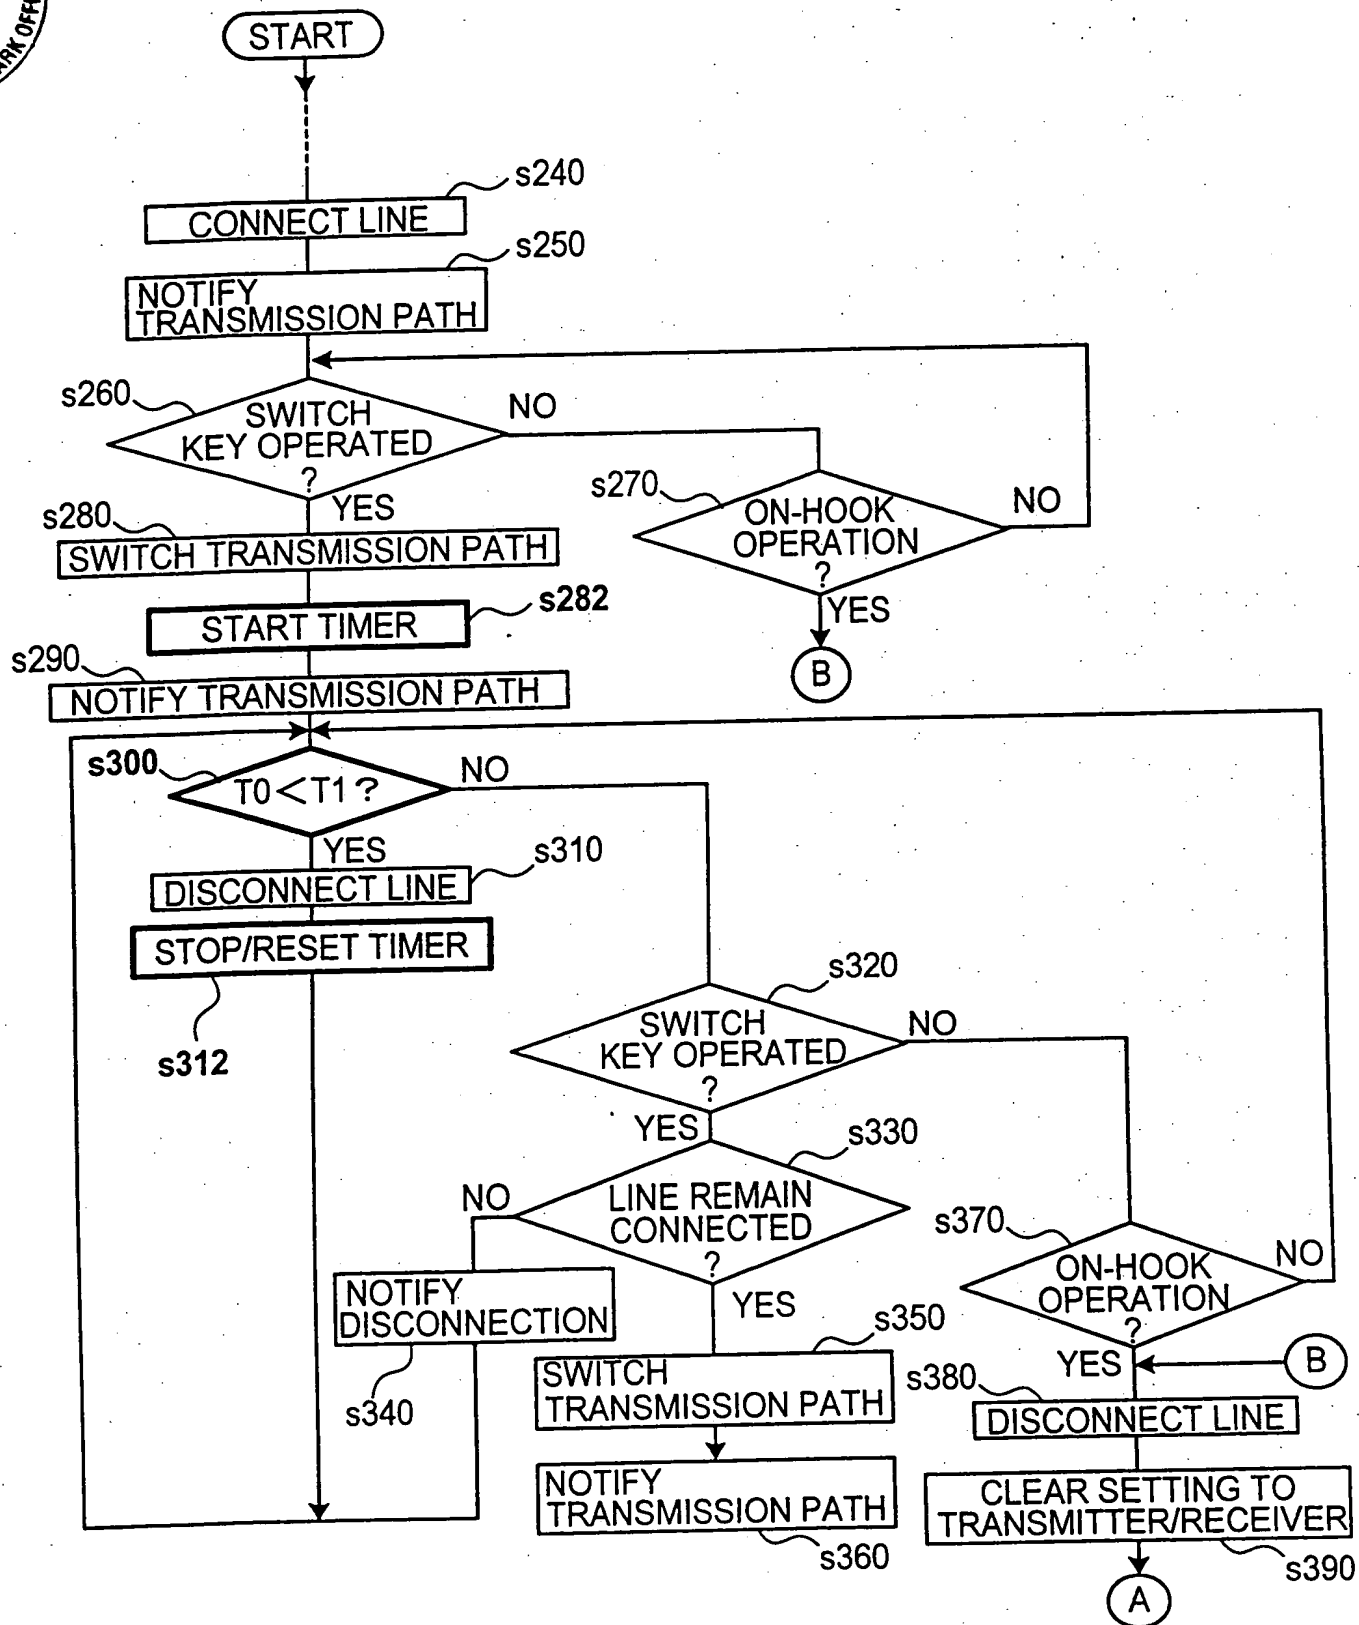 START
s240
CONNECT LINE
s250
NOTIFY
TRANSMISSION PATH
s260
SWITCH
KEY OPERATED
?
NO
YES
s270
ON-HOOK
OPERATION
?
NO
YES
B
s280
SWITCH TRANSMISSION PATH
s282
START TIMER
s290
NOTIFY TRANSMISSION PATH
s300
T0<T1?
NO
YES
s310
DISCONNECT LINE
STOP/RESET TIMER
s312
s320
SWITCH
KEY OPERATED
?
NO
YES
s330
LINE REMAIN
CONNECTED
?
NO
YES
NOTIFY
DISCONNECTION
s340
s350
SWITCH
TRANSMISSION PATH
NOTIFY
TRANSMISSION PATH
s360
s370
ON-HOOK
OPERATION
?
NO
YES
B
s380
DISCONNECT LINE
CLEAR SETTING TO
TRANSMITTER/RECEIVER
s390
A